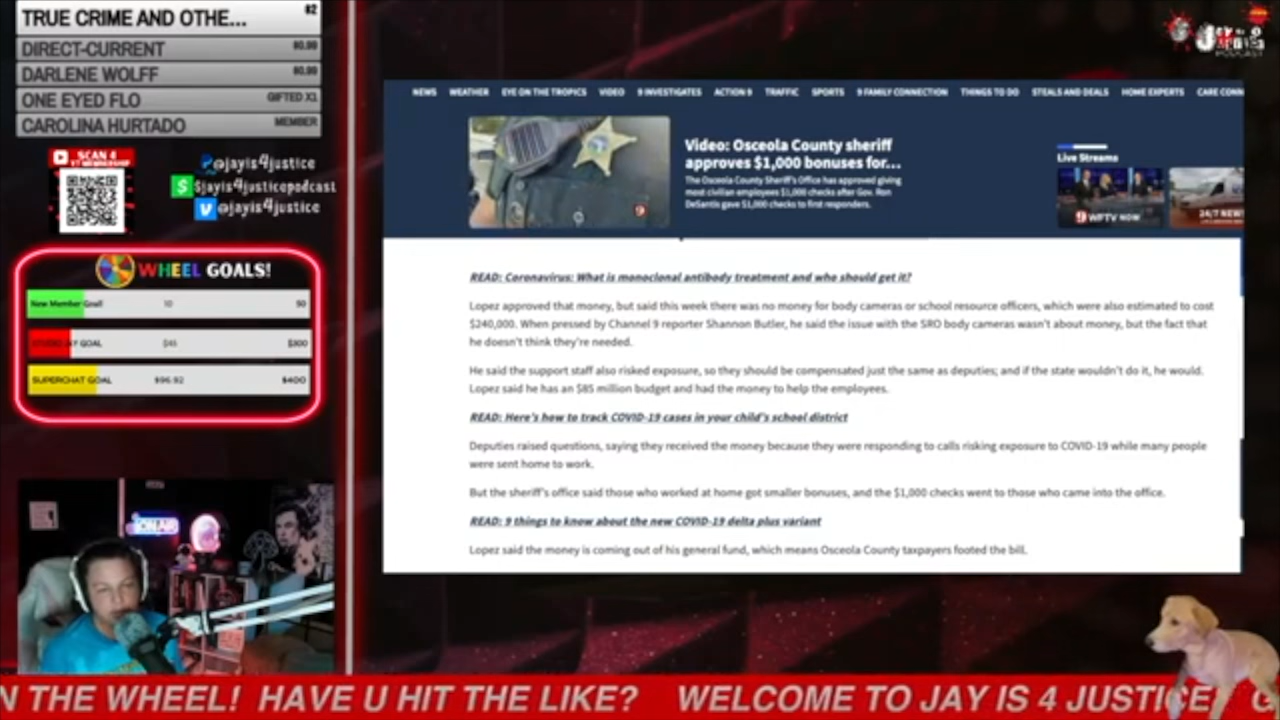 TRUE CRIME AND OTHE... $2
DIRECT-CURRENT $0.99
DARLENE WOLFF $0.99
ONE EYED FLO GIFTED X1
CAROLINA HURTADO MEMBER
SCAN 4
YT MEMBERSHIP
@jayis4justice
$jayis4justicepodcast
@jayis4justice
WHEEL GOALS!
New Member Goal! 10 50
STUDIO JAY GOAL $45 $300
SUPERCHAT GOAL $96.92 $400
ON AIR
PODCAST
NEWS WEATHER EYE ON THE TROPICS VIDEO 9 INVESTIGATES ACTION 9 TRAFFIC SPORTS 9 FAMILY CONNECTION THINGS TO DO STEALS AND DEALS HOME EXPERTS CARE CONN
Video: Osceola County sheriff
approves $1,000 bonuses for...
The Osceola County Sheriff's Office has approved giving
most civilian employees $1,000 checks after Gov. Ron
DeSantis gave $1,000 checks to first responders.
Live Streams
9 WFTV NOW
24/7 NEWS
READ: Coronavirus: What is monoclonal antibody treatment and who should get it?
Lopez approved that money, but said this week there was no money for body cameras or school resource officers, which were also estimated to cost
$240,000. When pressed by Channel 9 reporter Shannon Butler, he said the issue with the SRO body cameras wasn't about money, but the fact that
he doesn't think they're needed.
He said the support staff also risked exposure, so they should be compensated just the same as deputies; and if the state wouldn't do it, he would.
Lopez said he has an $85 million budget and had the money to help the employees.
READ: Here's how to track COVID-19 cases in your child's school district
Deputies raised questions, saying they received the money because they were responding to calls risking exposure to COVID-19 while many people
were sent home to work.
But the sheriff's office said those who worked at home got smaller bonuses, and the $1,000 checks went to those who came into the office.
READ: 9 things to know about the new COVID-19 delta plus variant
Lopez said the money is coming out of his general fund, which means Osceola County taxpayers footed the bill.
N THE WHEEL! HAVE U HIT THE LIKE? WELCOME TO JAY IS 4 JUSTICE G